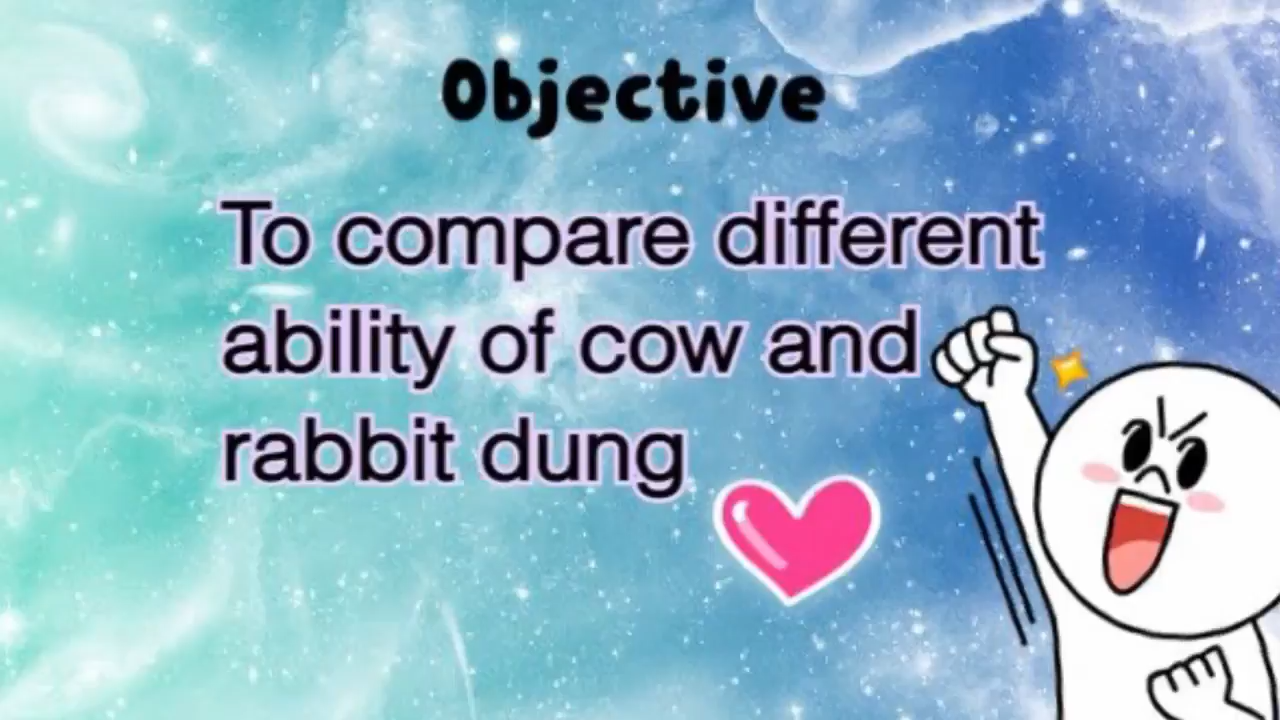 Objective
To compare different
ability of cow and
rabbit dung